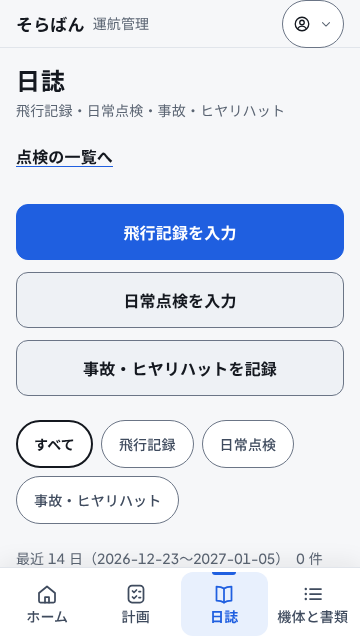 そらばん 運航管理
日誌
飛行記録・日常点検・事故・ヒヤリハット
点検の一覧へ
飛行記録を入力
日常点検を入力
事故・ヒヤリハットを記録
すべて 飛行記録 日常点検
事故・ヒヤリハット
最近 14 日（2026-12-23〜2027-01-05） 0 件
ホーム 計画 日誌 機体と書類